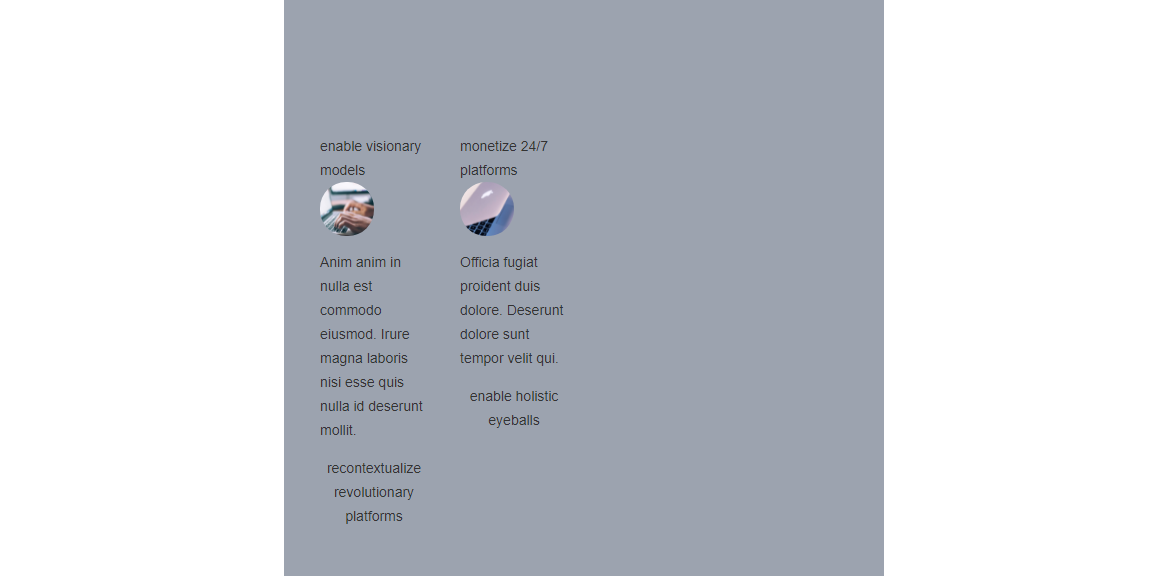 enable visionary
models
Anim anim in
nulla est
commodo
eiusmod. Irure
magna laboris
nisi esse quis
nulla id deserunt
mollit.
recontextualize
revolutionary
platforms
monetize 24/7
platforms
Officia fugiat
proident duis
dolore. Deserunt
dolore sunt
tempor velit qui.
enable holistic
eyeballs